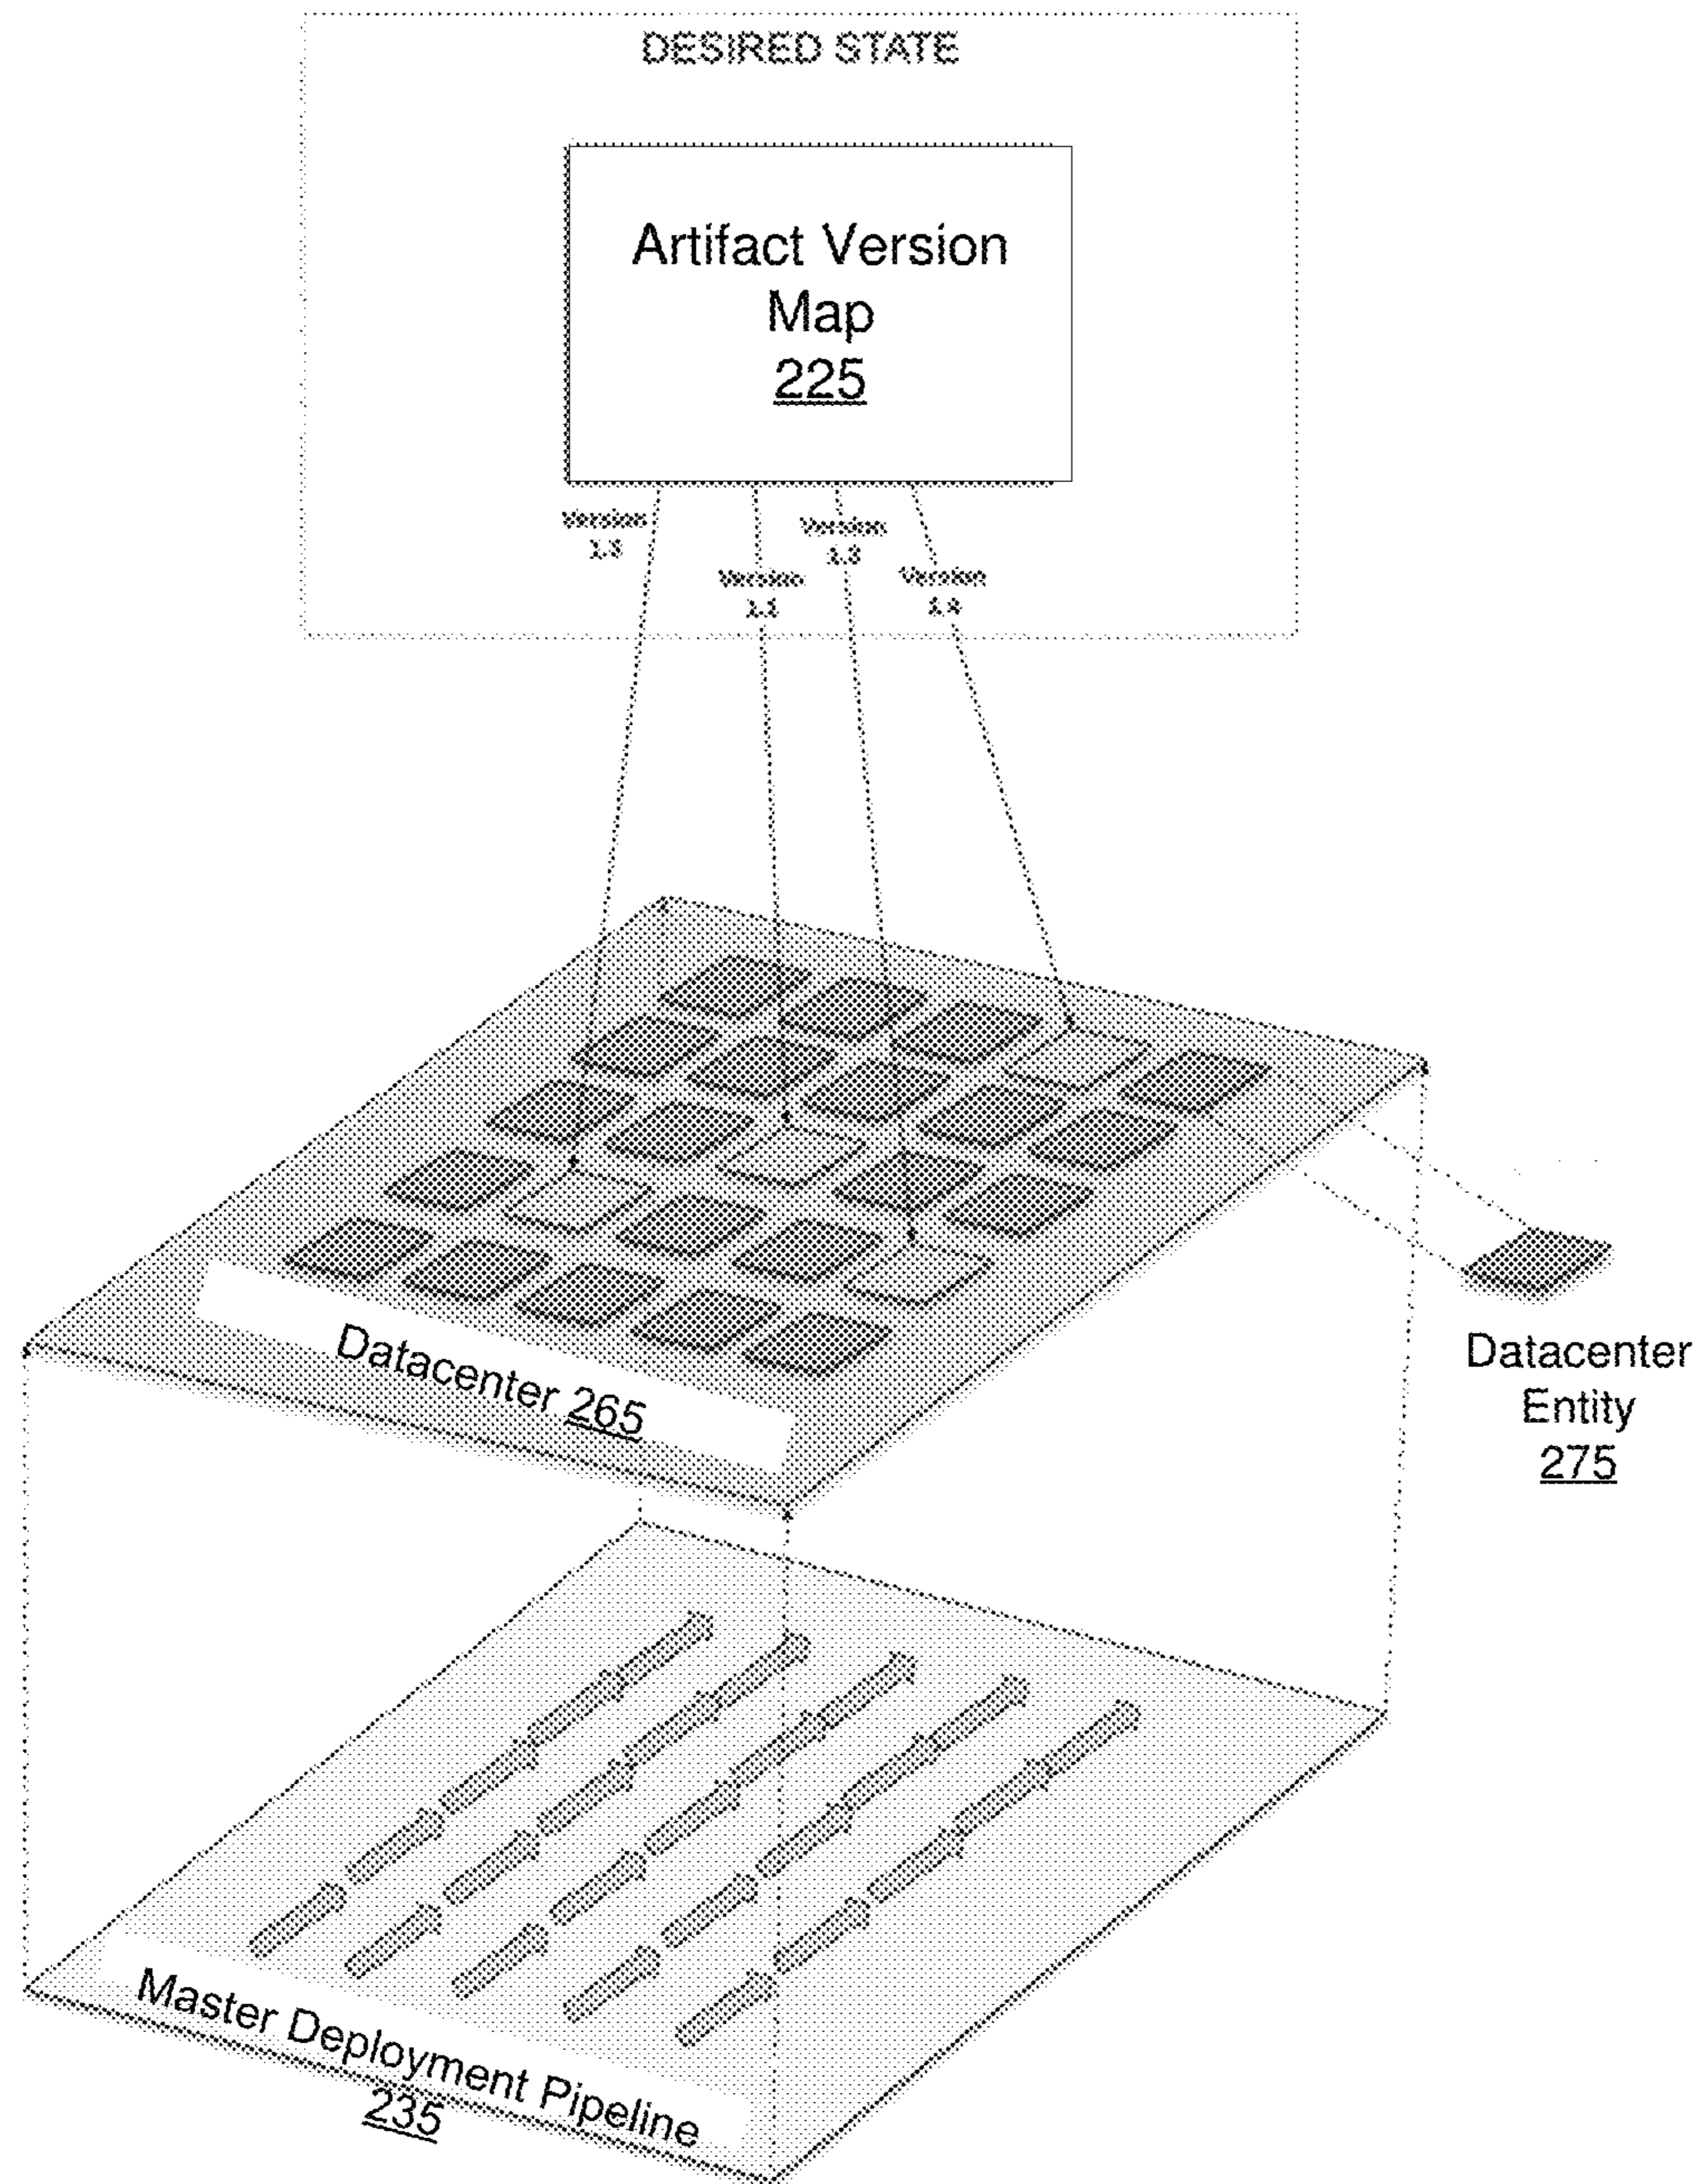 DESIRED STATE
Artifact Version
Map
225
Version
Version
Version
Version
Datacenter 265
Datacenter
Entity
275
Master Deployment Pipeline
235